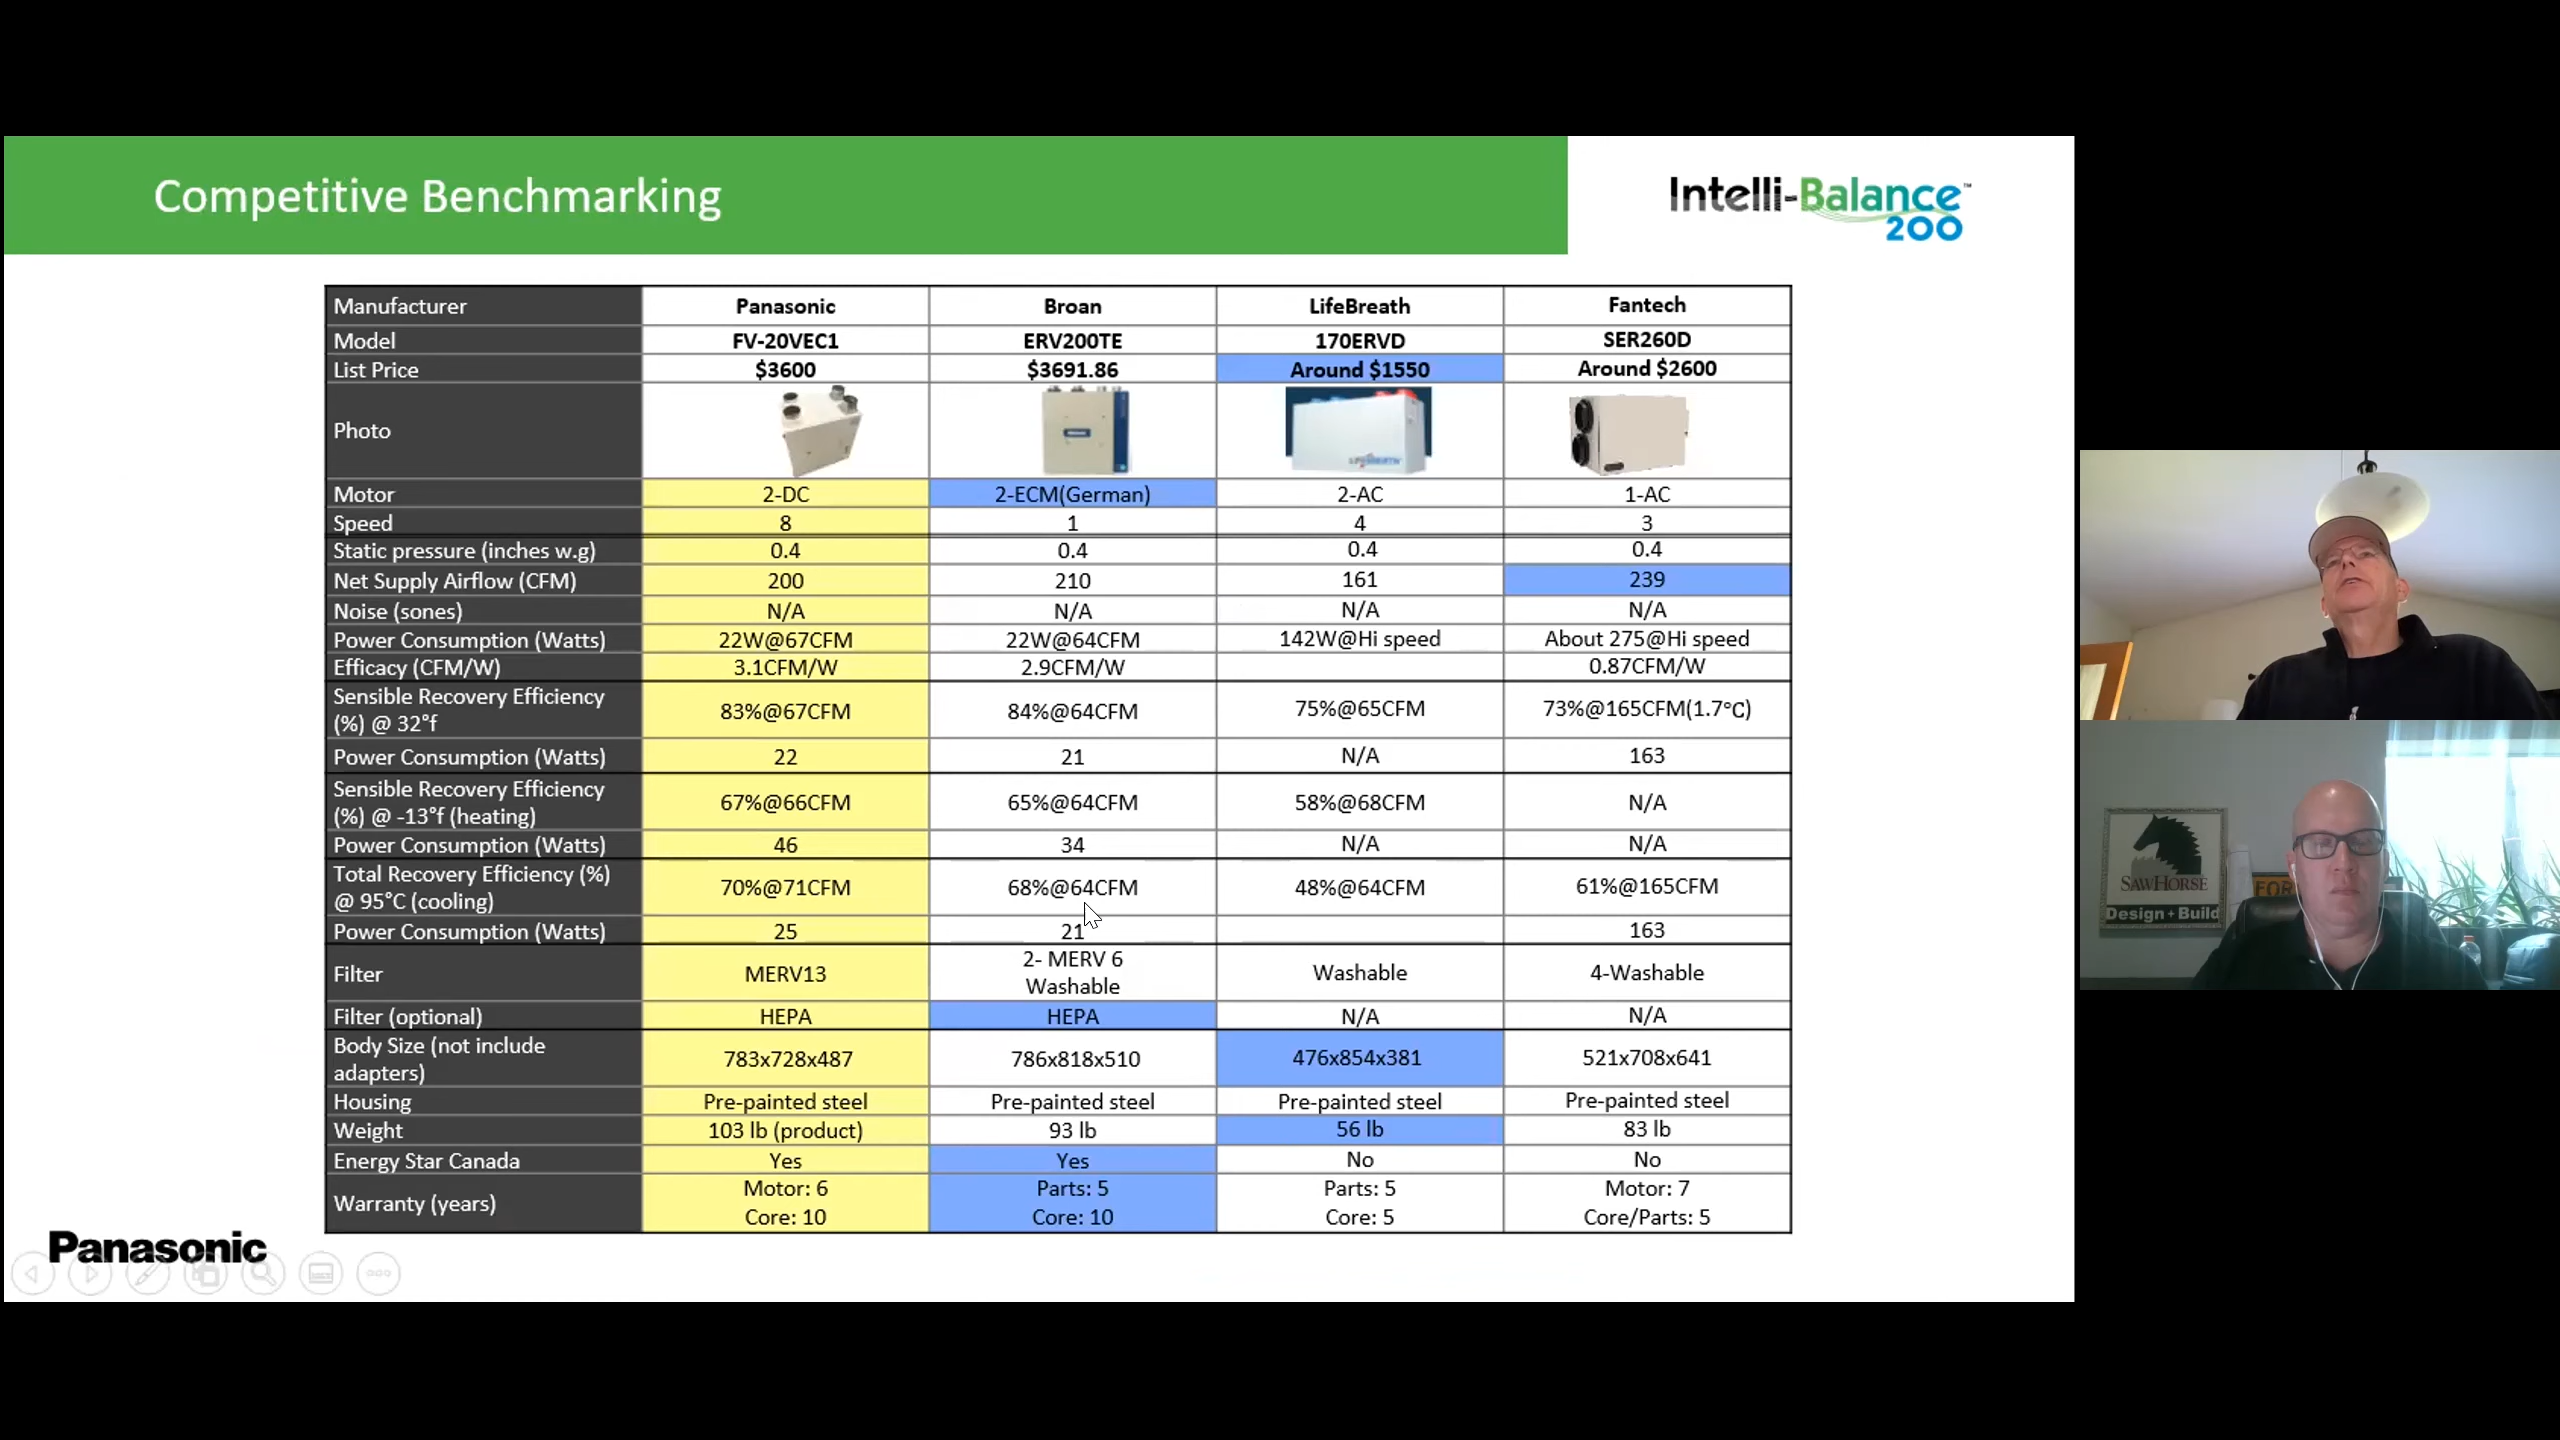 Competitive Benchmarking
Intelli-Balance™
200
Manufacturer Panasonic Broan LifeBreath Fantech
Model FV-20VEC1 ERV200TE 170ERVD SER260D
List Price $3600 $3691.86 Around $1550 Around $2600
Photo
Motor 2-DC 2-ECM(German) 2-AC 1-AC
Speed 8 1 4 3
Static pressure (inches w.g) 0.4 0.4 0.4 0.4
Net Supply Airflow (CFM) 200 210 161 239
Noise (sones) N/A N/A N/A N/A
Power Consumption (Watts) 22W@67CFM 22W@64CFM 142W@Hi speed About 275@Hi speed
Efficacy (CFM/W) 3.1CFM/W 2.9CFM/W 0.87CFM/W
Sensible Recovery Efficiency
(%) @ 32°f 83%@67CFM 84%@64CFM 75%@65CFM 73%@165CFM(1.7°C)
Power Consumption (Watts) 22 21 N/A 163
Sensible Recovery Efficiency
(%) @ -13°f (heating) 67%@66CFM 65%@64CFM 58%@68CFM N/A
Power Consumption (Watts) 46 34 N/A N/A
Total Recovery Efficiency (%)
@ 95°C (cooling) 70%@71CFM 68%@64CFM 48%@64CFM 61%@165CFM
Power Consumption (Watts) 25 21 163
Filter MERV13 2- MERV 6
Washable Washable 4-Washable
Filter (optional) HEPA HEPA N/A N/A
Body Size (not include
adapters) 783x728x487 786x818x510 476x854x381 521x708x641
Housing Pre-painted steel Pre-painted steel Pre-painted steel Pre-painted steel
Weight 103 lb (product) 93 lb 56 lb 83 lb
Energy Star Canada Yes Yes No No
Warranty (years) Motor: 6 Parts: 5 Parts: 5 Motor: 7
Core: 10 Core: 10 Core: 5 Core/Parts: 5
Panasonic
SAWHORSE
Design + Build
FOR